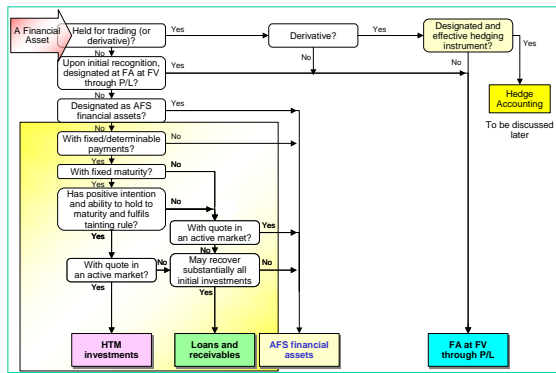 A Financial
Asset
Held for trading (or
derivative)?
Yes
Derivative?
Yes
Designated and
effective hedging
instrument?
Yes
No
No
No
Upon initial recognition,
designated at FA at FV
through P/L?
Yes
Hedge
Accounting
To be discussed
later
No
Designated as AFS
financial assets?
Yes
No
With fixed/determinable
payments?
No
Yes
With fixed maturity?
No
Yes
Has positive intention
and ability to hold to
maturity and fulfils
tainting rule?
No
Yes
With quote in
an active market?
Yes
No
With quote in
an active market?
No
May recover
substantially all
initial investments
No
Yes
Yes
HTM
investments
Loans and
receivables
AFS financial
assets
FA at FV
through P/L